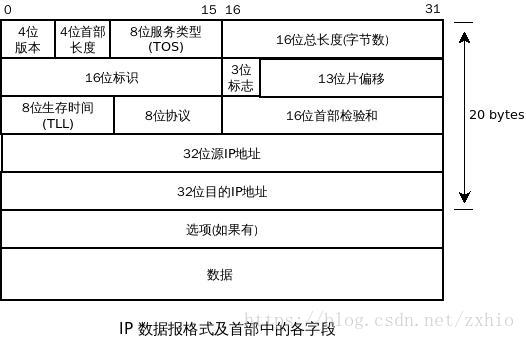 0 15 16 31
4位 4位首部 8位服务类型 16位总长度(字节数)
版本 长度 (TOS)
16位标识 3位 13位片偏移
标志
8位生存时间 8位协议 16位首部检验和
(TLL)
20 bytes
32位源IP地址
32位目的IP地址
选项(如果有)
数据
https://blog.csdn.net/zxhio
IP 数据报格式及首部中的各字段